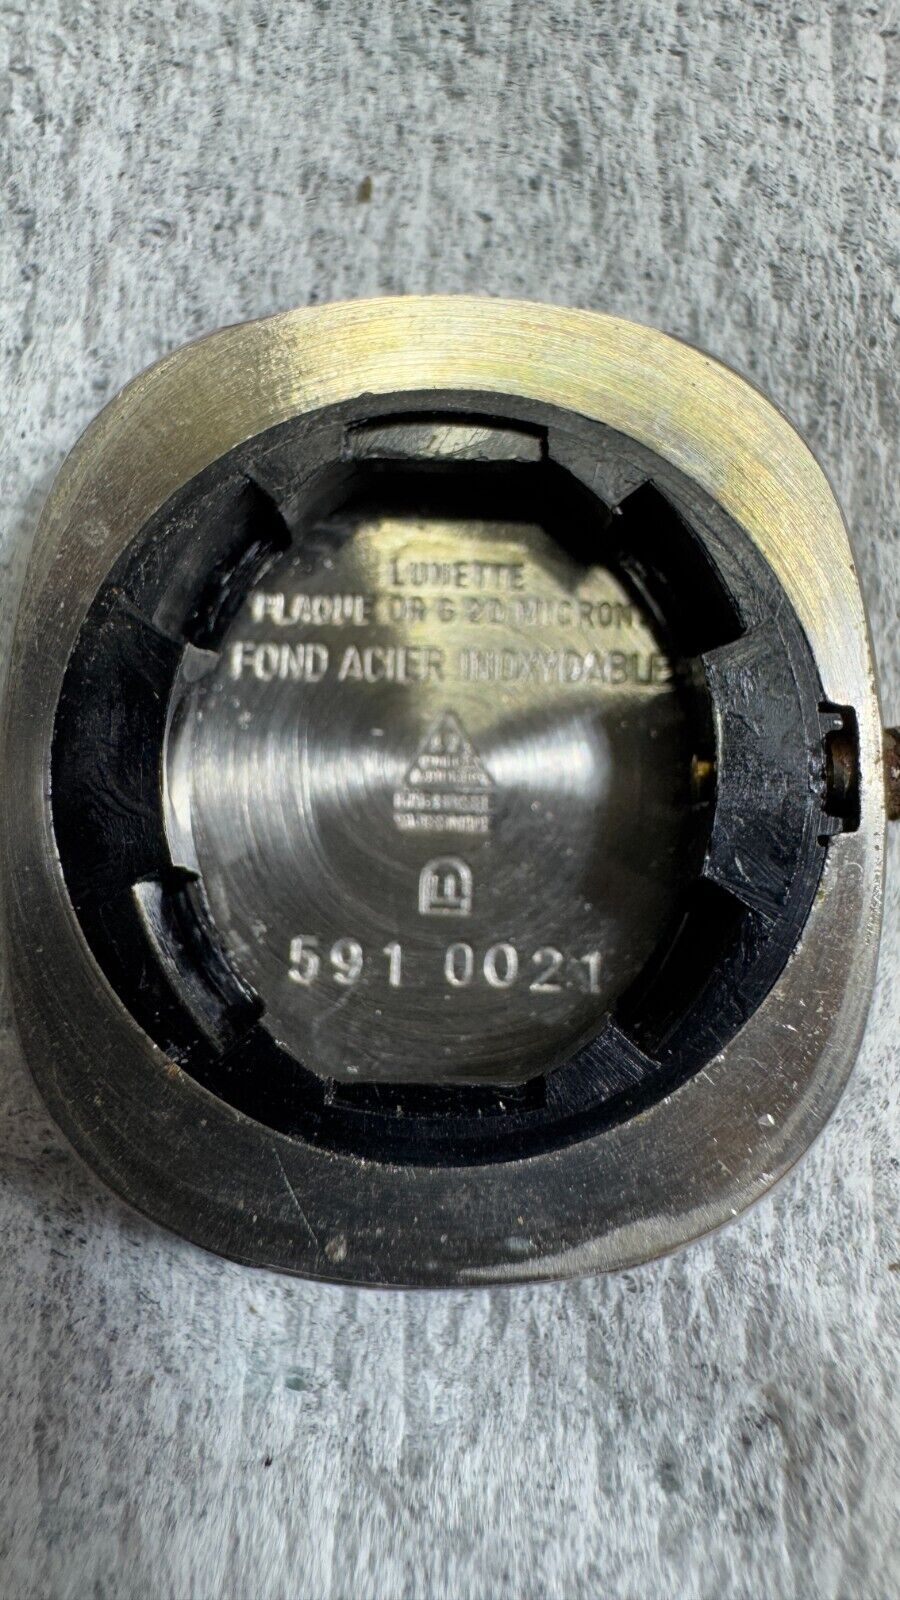 LUNETTE
PLAQUE OR G 20 MICRONS
FOND ACIER INOXYDABLE
591 0021